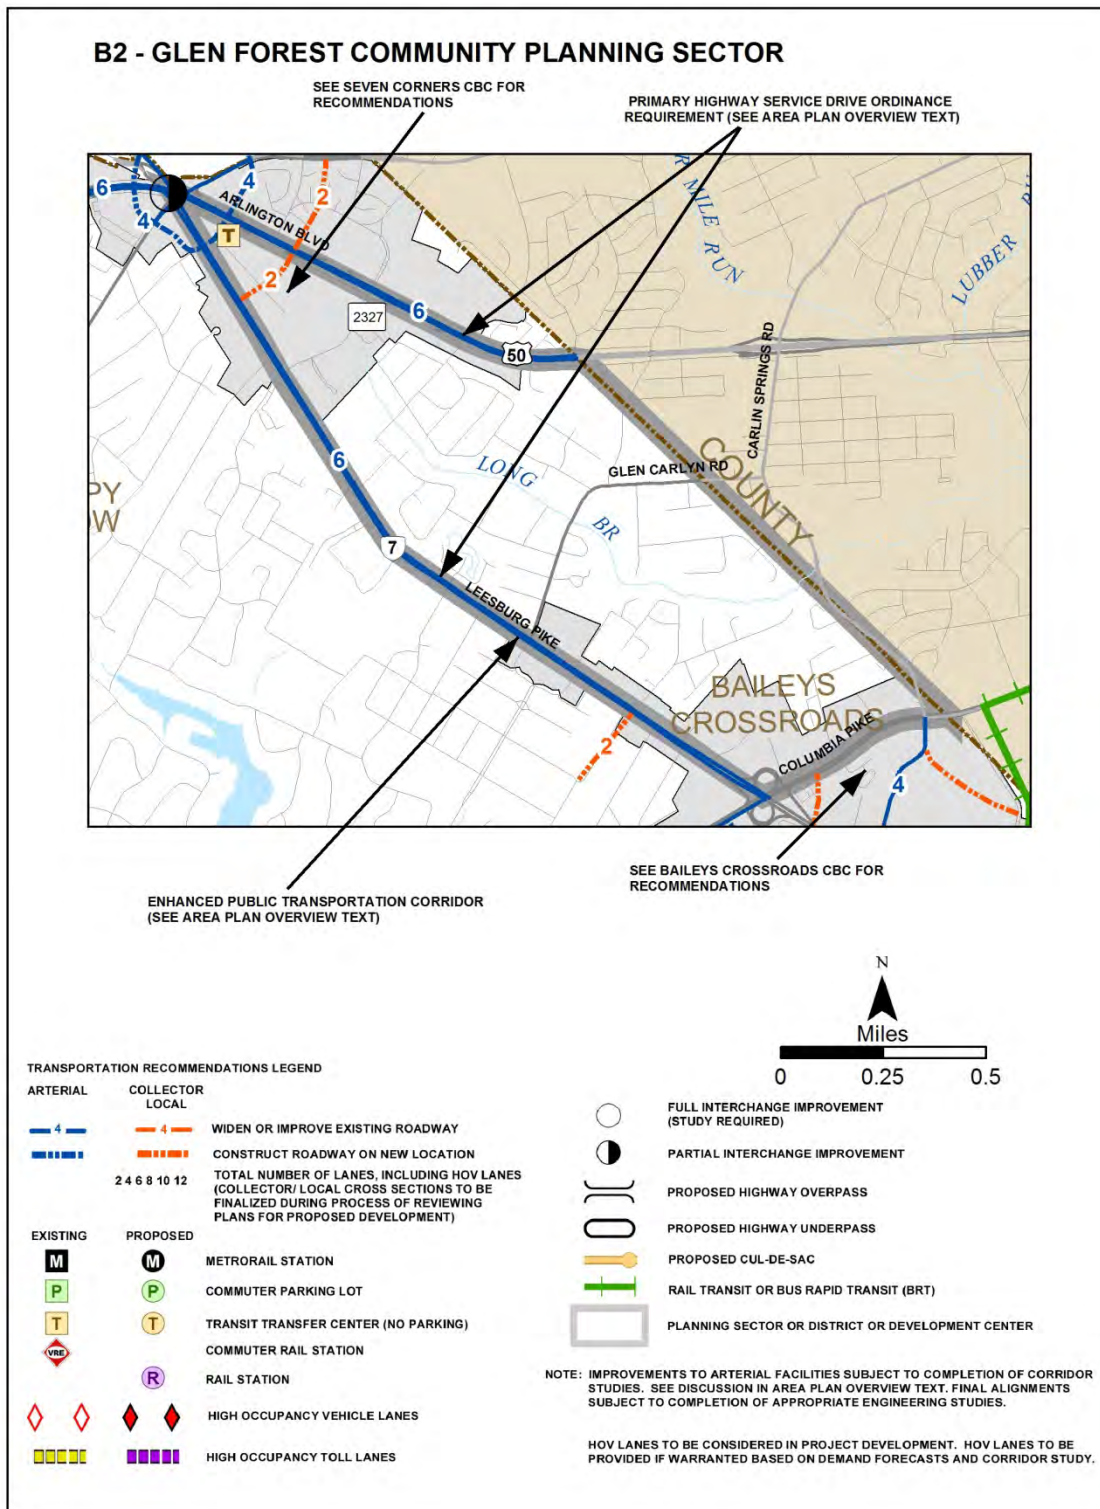 B2 - GLEN FOREST COMMUNITY PLANNING SECTOR
SEE SEVEN CORNERS CBC FOR
RECOMMENDATIONS
PRIMARY HIGHWAY SERVICE DRIVE ORDINANCE
REQUIREMENT (SEE AREA PLAN OVERVIEW TEXT)
6
4
4
2
ARLINGTON BLVD
T
2
2327
6
50
R MILE RUN
LUBBER
CARLIN SPRINGS RD
COUNTY
GLEN CARLYN RD
6
LONG
BR
PY
OW
7
LEESBURG PIKE
BAILEYS
CROSSROADS
COLUMBIA PIKE
2
4
SEE BAILEYS CROSSROADS CBC FOR
RECOMMENDATIONS
ENHANCED PUBLIC TRANSPORTATION CORRIDOR
(SEE AREA PLAN OVERVIEW TEXT)
N
Miles
0 0.25 0.5
TRANSPORTATION RECOMMENDATIONS LEGEND
ARTERIAL COLLECTOR
LOCAL
4 4 WIDEN OR IMPROVE EXISTING ROADWAY
CONSTRUCT ROADWAY ON NEW LOCATION
2 4 6 8 10 12 TOTAL NUMBER OF LANES, INCLUDING HOV LANES
(COLLECTOR/ LOCAL CROSS SECTIONS TO BE
FINALIZED DURING PROCESS OF REVIEWING
PLANS FOR PROPOSED DEVELOPMENT)
EXISTING PROPOSED
M M METRORAIL STATION
P P COMMUTER PARKING LOT
T T TRANSIT TRANSFER CENTER (NO PARKING)
VRE COMMUTER RAIL STATION
R RAIL STATION
HIGH OCCUPANCY VEHICLE LANES
HIGH OCCUPANCY TOLL LANES
FULL INTERCHANGE IMPROVEMENT
(STUDY REQUIRED)
PARTIAL INTERCHANGE IMPROVEMENT
PROPOSED HIGHWAY OVERPASS
PROPOSED HIGHWAY UNDERPASS
PROPOSED CUL-DE-SAC
RAIL TRANSIT OR BUS RAPID TRANSIT (BRT)
PLANNING SECTOR OR DISTRICT OR DEVELOPMENT CENTER
NOTE: IMPROVEMENTS TO ARTERIAL FACILITIES SUBJECT TO COMPLETION OF CORRIDOR
STUDIES. SEE DISCUSSION IN AREA PLAN OVERVIEW TEXT. FINAL ALIGNMENTS
SUBJECT TO COMPLETION OF APPROPRIATE ENGINEERING STUDIES.
HOV LANES TO BE CONSIDERED IN PROJECT DEVELOPMENT. HOV LANES TO BE
PROVIDED IF WARRANTED BASED ON DEMAND FORECASTS AND CORRIDOR STUDY.